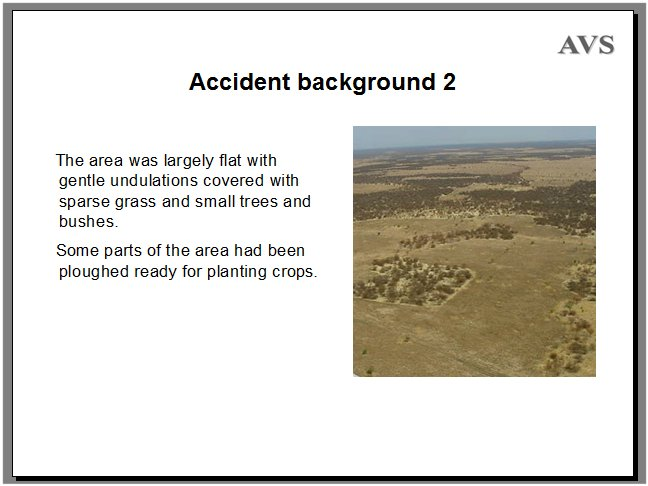 AVS
Accident background 2
The area was largely flat with
gentle undulations covered with
sparse grass and small trees and
bushes.
Some parts of the area had been
ploughed ready for planting crops.